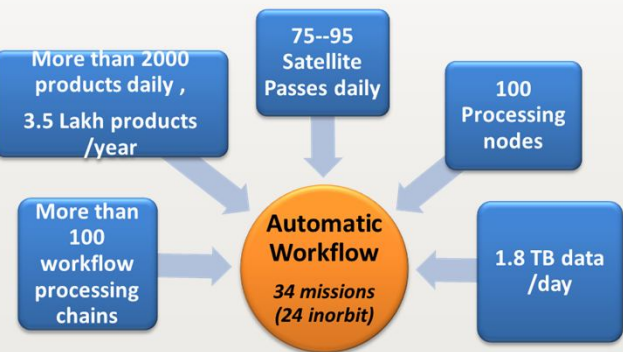 More than 2000
products daily ,
3.5 Lakh products
/year
75--95
Satellite
Passes daily
100
Processing
nodes
More than
100
workflow
processing
chains
Automatic
Workflow
34 missions
(24 inorbit)
1.8 TB data
/day